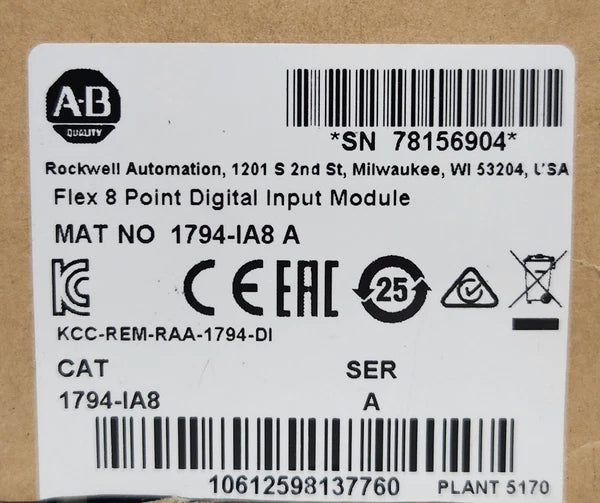 A-B
QUALITY
*SN 78156904*
Rockwell Automation, 1201 S 2nd St, Milwaukee, WI 53204, USA
Flex 8 Point Digital Input Module
MAT NO 1794-IA8 A
CE EAC 25
KCC-REM-RAA-1794-DI
CAT SER
1794-IA8 A
10612598137760 PLANT 5170